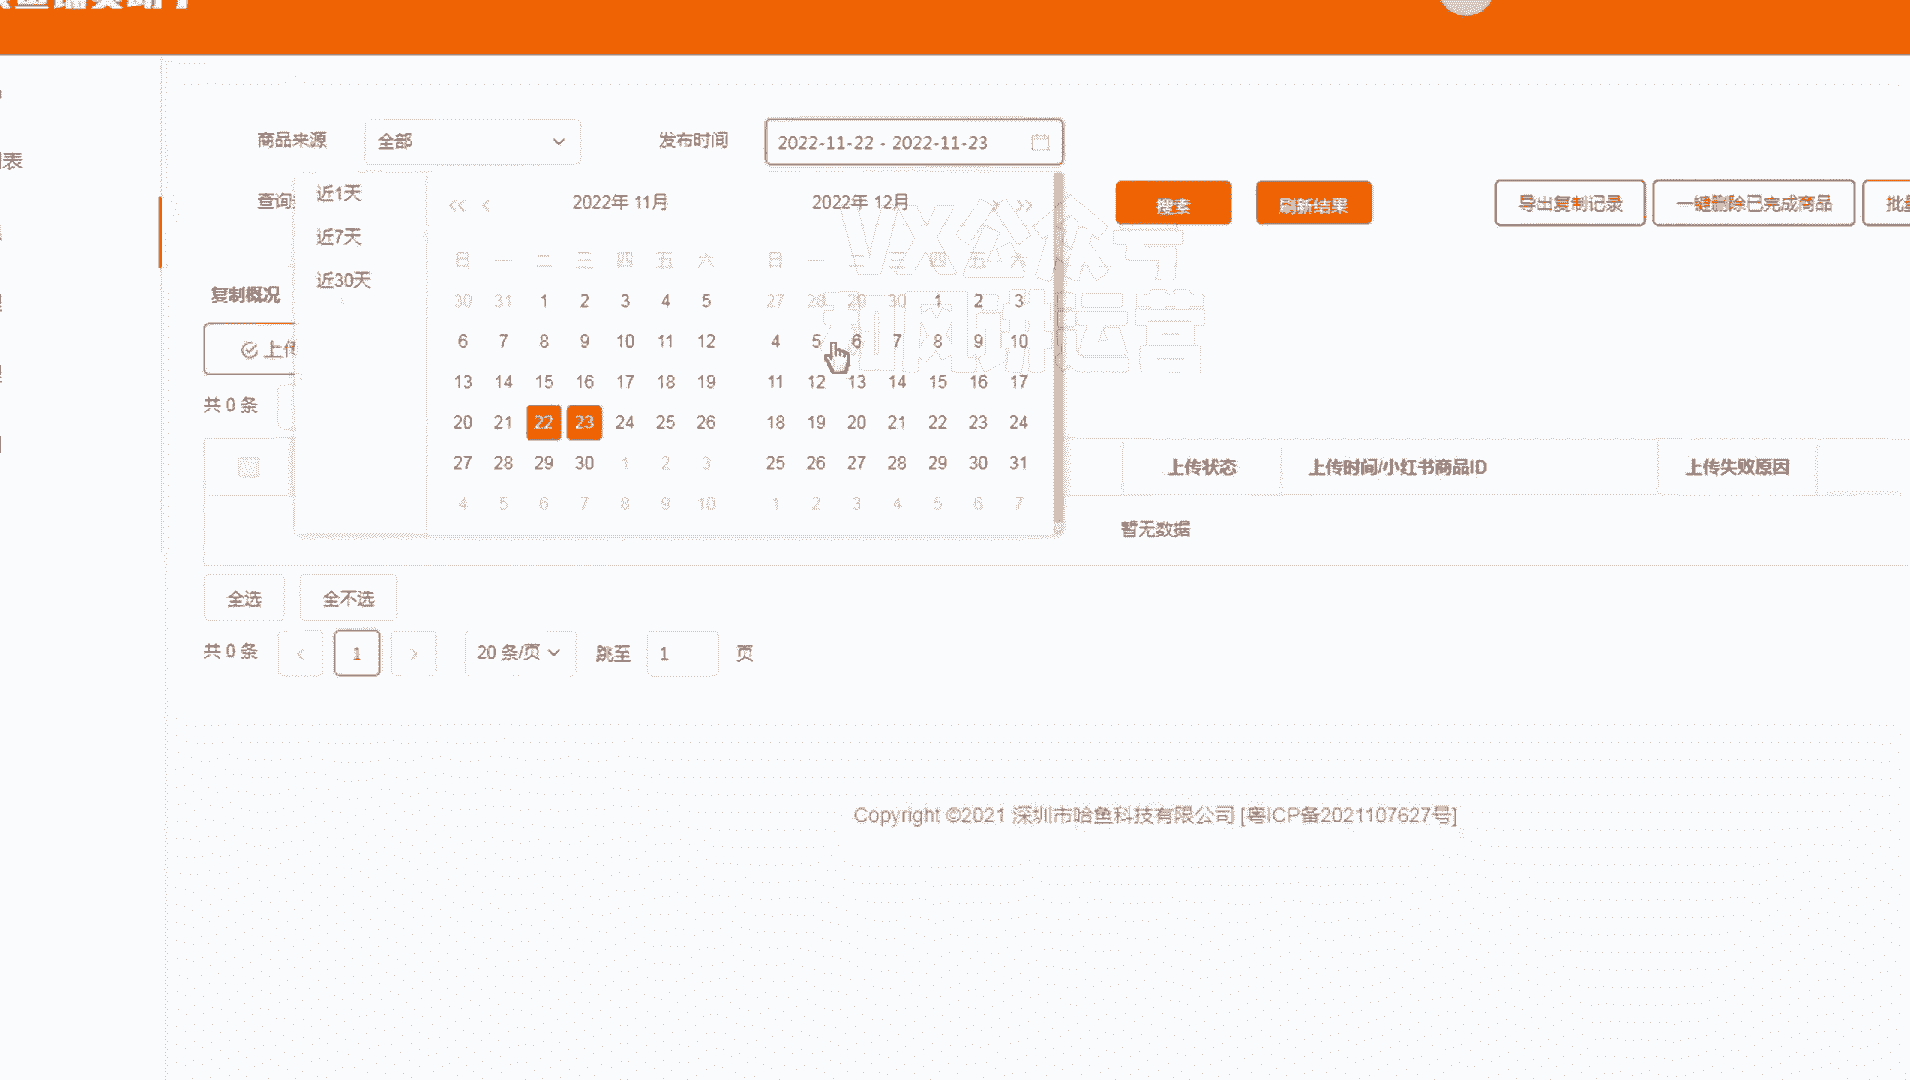 商品来源 全部 发布时间 2022-11-22 - 2022-11-23
查询 搜索 刷新结果 导出复制记录 一键删除已完成商品 批量
近1天
近7天
近30天
2022年 11月 2022年 12月
日 一 二 三 四 五 六 日 一 二 三 四 五 六
30 31 1 2 3 4 5 27 28 29 30 1 2 3
6 7 8 9 10 11 12 4 5 6 7 8 9 10
13 14 15 16 17 18 19 11 12 13 14 15 16 17
20 21 22 23 24 25 26 18 19 20 21 22 23 24
27 28 29 30 1 2 3 25 26 27 28 29 30 31
4 5 6 7 8 9 10 1 2 3 4 5 6 7
VX公众号
和风讲运营
复制概况
上传
共 0 条
上传状态 上传时间/小红书商品ID 上传失败原因
暂无数据
全选 全不选
共 0 条 1 20 条/页 跳至 1 页
Copyright ©2021 深圳市哈鱼科技有限公司 [粤ICP备2021107627号]
表